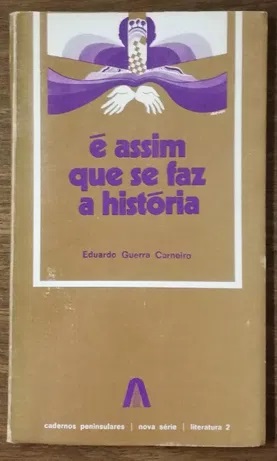 é assim
que se faz
a história
Eduardo Guerra Carneiro
cadernos peninsulares | nova série | literatura 2